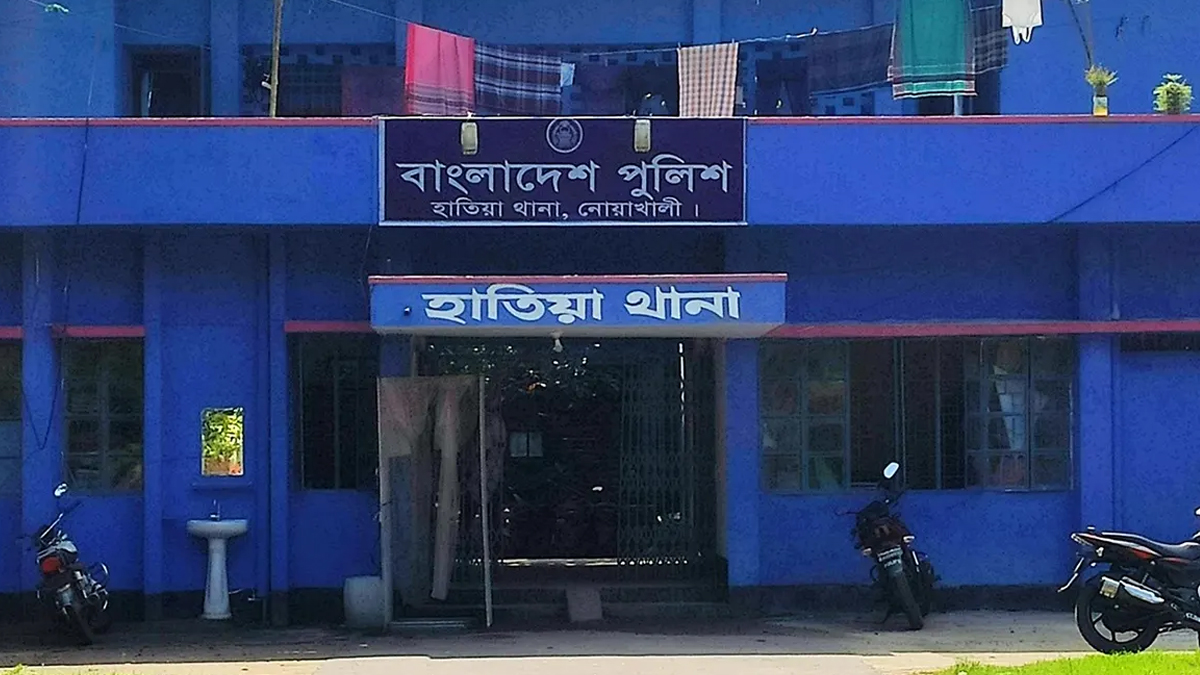 বাংলাদেশ পুলিশ
হাতিয়া থানা, নোয়াখালী ।
হাতিয়া থানা